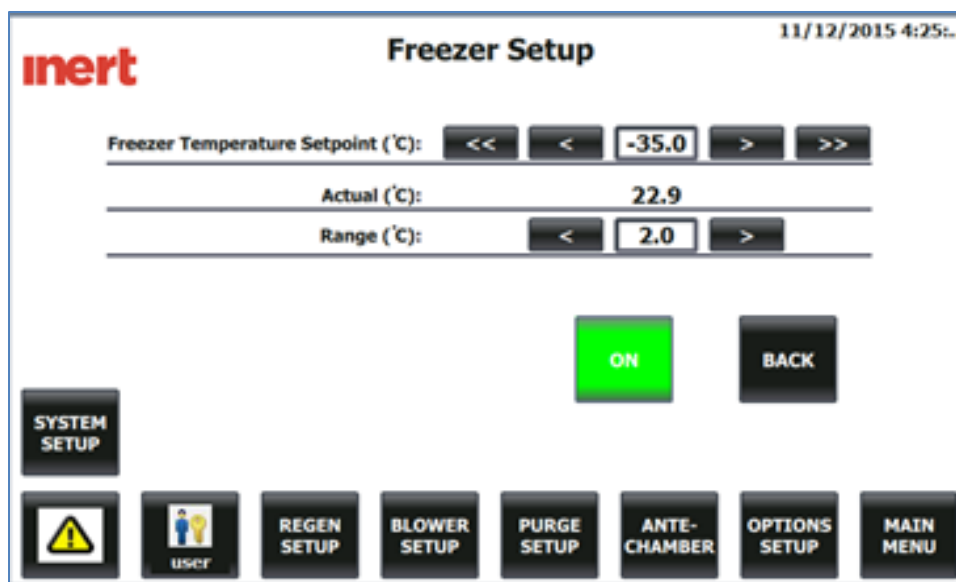 11/12/2015 4:25:..
inert
Freezer Setup
Freezer Temperature Setpoint (°C): << < -35.0 > >>
Actual (°C): 22.9
Range (°C): < 2.0 >
ON
BACK
SYSTEM
SETUP
user
REGEN
SETUP
BLOWER
SETUP
PURGE
SETUP
ANTE-
CHAMBER
OPTIONS
SETUP
MAIN
MENU